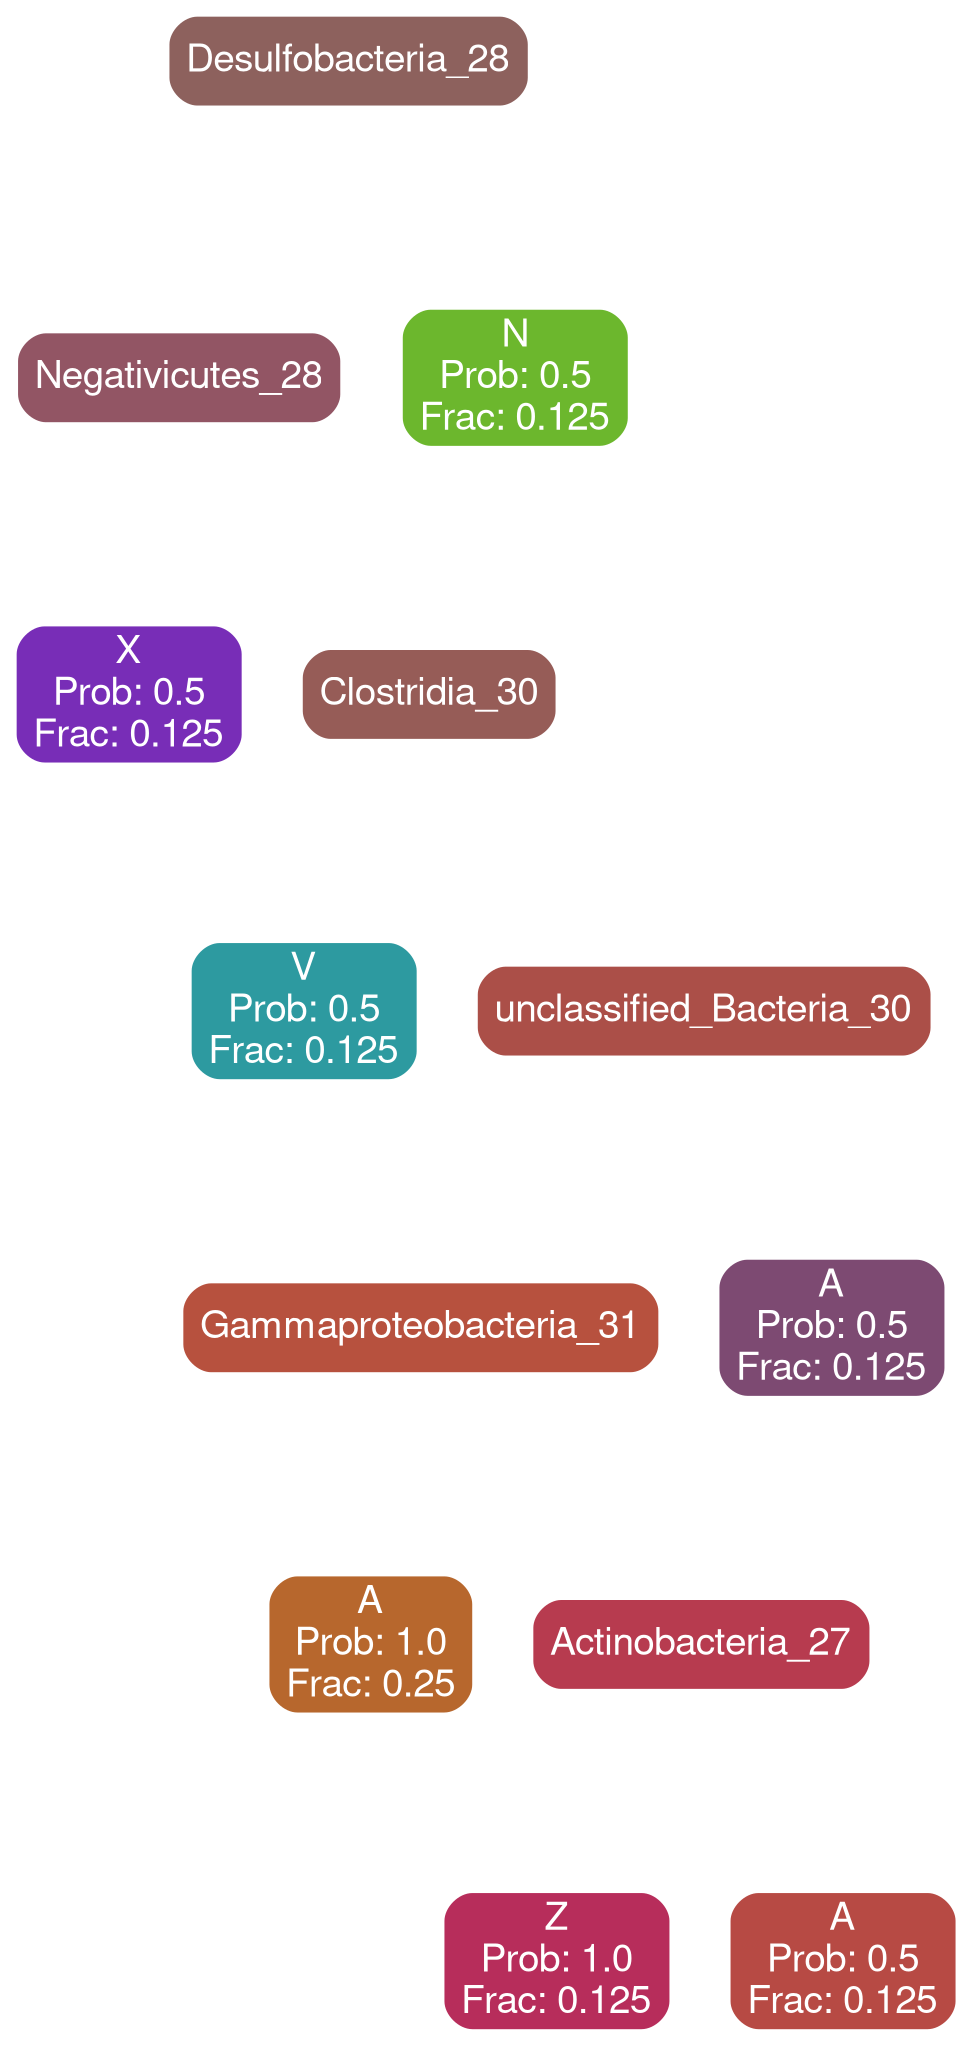 Desulfobacteria_28
Negativicutes_28
N
Prob: 0.5
Frac: 0.125
X
Prob: 0.5
Frac: 0.125
Clostridia_30
V
Prob: 0.5
Frac: 0.125
unclassified_Bacteria_30
Gammaproteobacteria_31
A
Prob: 0.5
Frac: 0.125
A
Prob: 1.0
Frac: 0.25
Actinobacteria_27
Z
Prob: 1.0
Frac: 0.125
A
Prob: 0.5
Frac: 0.125